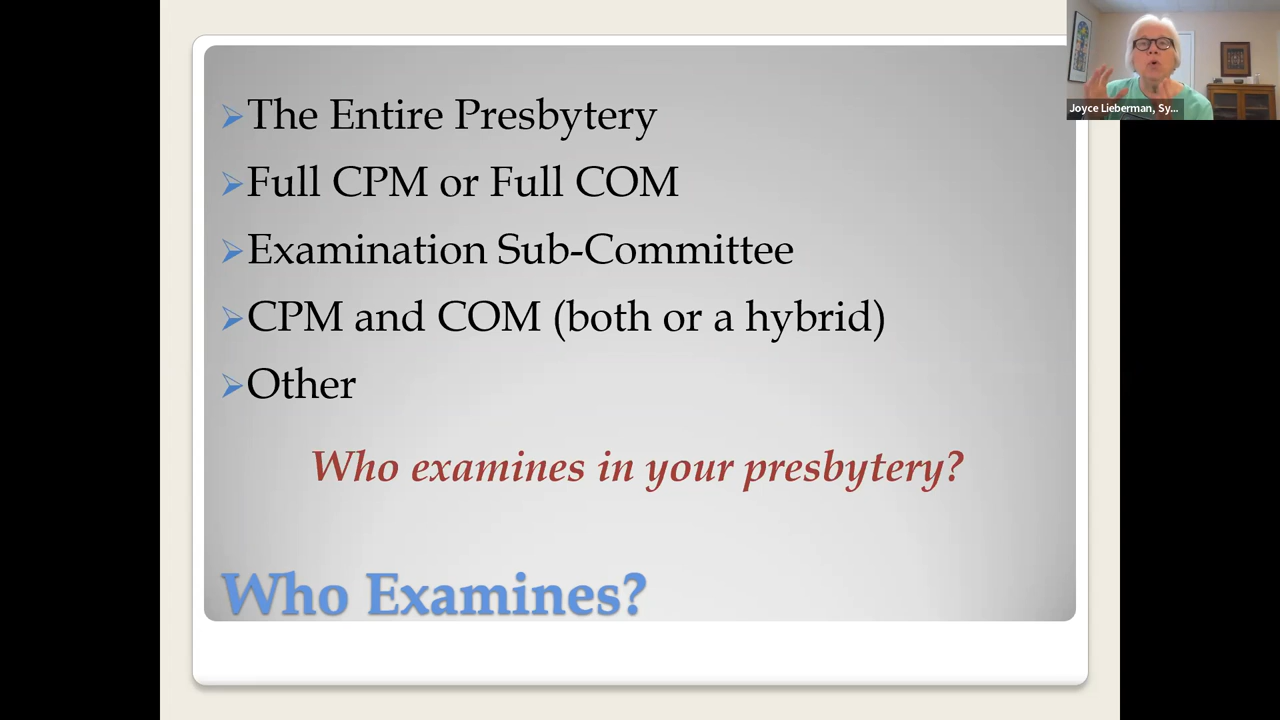 The Entire Presbytery
Full CPM or Full COM
Examination Sub-Committee
CPM and COM (both or a hybrid)
Other
Who examines in your presbytery?
Who Examines?
Joyce Lieberman, Sy...